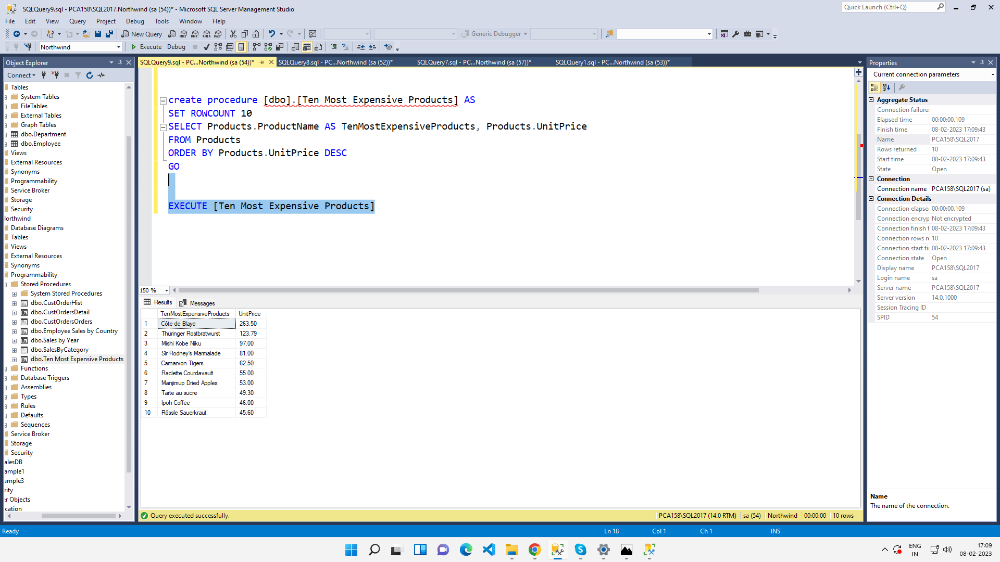 SQLQuery9.sql - PCA158\SQL2017.Northwind (sa (54))* - Microsoft SQL Server Management Studio
Quick Launch (Ctrl+Q)
File Edit View Query Project Debug Tools Window Help
New Query
MDX DMX XMLA DAX
Generic Debugger
Northwind
Execute Debug
Object Explorer
Connect
Tables
System Tables
FileTables
External Tables
Graph Tables
dbo.Department
dbo.Employee
Views
External Resources
Synonyms
Programmability
Service Broker
Storage
Security
lorthwind
Database Diagrams
Tables
Views
External Resources
Synonyms
Programmability
Stored Procedures
System Stored Procedures
dbo.CustOrderHist
dbo.CustOrdersDetail
dbo.CustOrdersOrders
dbo.Employee Sales by Country
dbo.Sales by Year
dbo.SalesByCategory
dbo.Ten Most Expensive Products
Functions
Database Triggers
Assemblies
Types
Rules
Defaults
Sequences
Service Broker
Storage
Security
alesDB
ample1
ample3
rity
er Objects
cation
SQLQuery9.sql - PC...Northwind (sa (54))* SQLQuery8.sql - PC...Northwind (sa (52))* SQLQuery7.sql - PC...Northwind (sa (57))* SQLQuery1.sql - PC...Northwind (sa (53))*
create procedure [dbo].[Ten Most Expensive Products] AS
SET ROWCOUNT 10
SELECT Products.ProductName AS TenMostExpensiveProducts, Products.UnitPrice
FROM Products
ORDER BY Products.UnitPrice DESC
GO
EXECUTE [Ten Most Expensive Products]
150 %
Results Messages
TenMostExpensiveProducts UnitPrice
1 Côte de Blaye 263.50
2 Thüringer Rostbratwurst 123.79
3 Mishi Kobe Niku 97.00
4 Sir Rodney's Marmalade 81.00
5 Carnarvon Tigers 62.50
6 Raclette Courdavault 55.00
7 Manjimup Dried Apples 53.00
8 Tarte au sucre 49.30
9 Ipoh Coffee 46.00
10 Rössle Sauerkraut 45.60
Query executed successfully.
PCA158\SQL2017 (14.0 RTM) sa (54) Northwind 00:00:00 10 rows
Properties
Current connection parameters
Aggregate Status
Connection failures
Elapsed time 00:00:00.109
Finish time 08-02-2023 17:09:43
Name PCA158\SQL2017
Rows returned 10
Start time 08-02-2023 17:09:43
State Open
Connection
Connection name PCA158\SQL2017 (sa)
Connection Details
Connection elapse 00:00:00.109
Connection encryp Not encrypted
Connection finish t 08-02-2023 17:09:43
Connection rows re 10
Connection start ti 08-02-2023 17:09:43
Connection state Open
Display name PCA158\SQL2017
Login name sa
Server name PCA158\SQL2017
Server version 14.0.1000
Session Tracing ID
SPID 54
Name
The name of the connection.
Ready
Ln 18 Col 1 Ch 1 INS
ENG
IN
17:09
08-02-2023